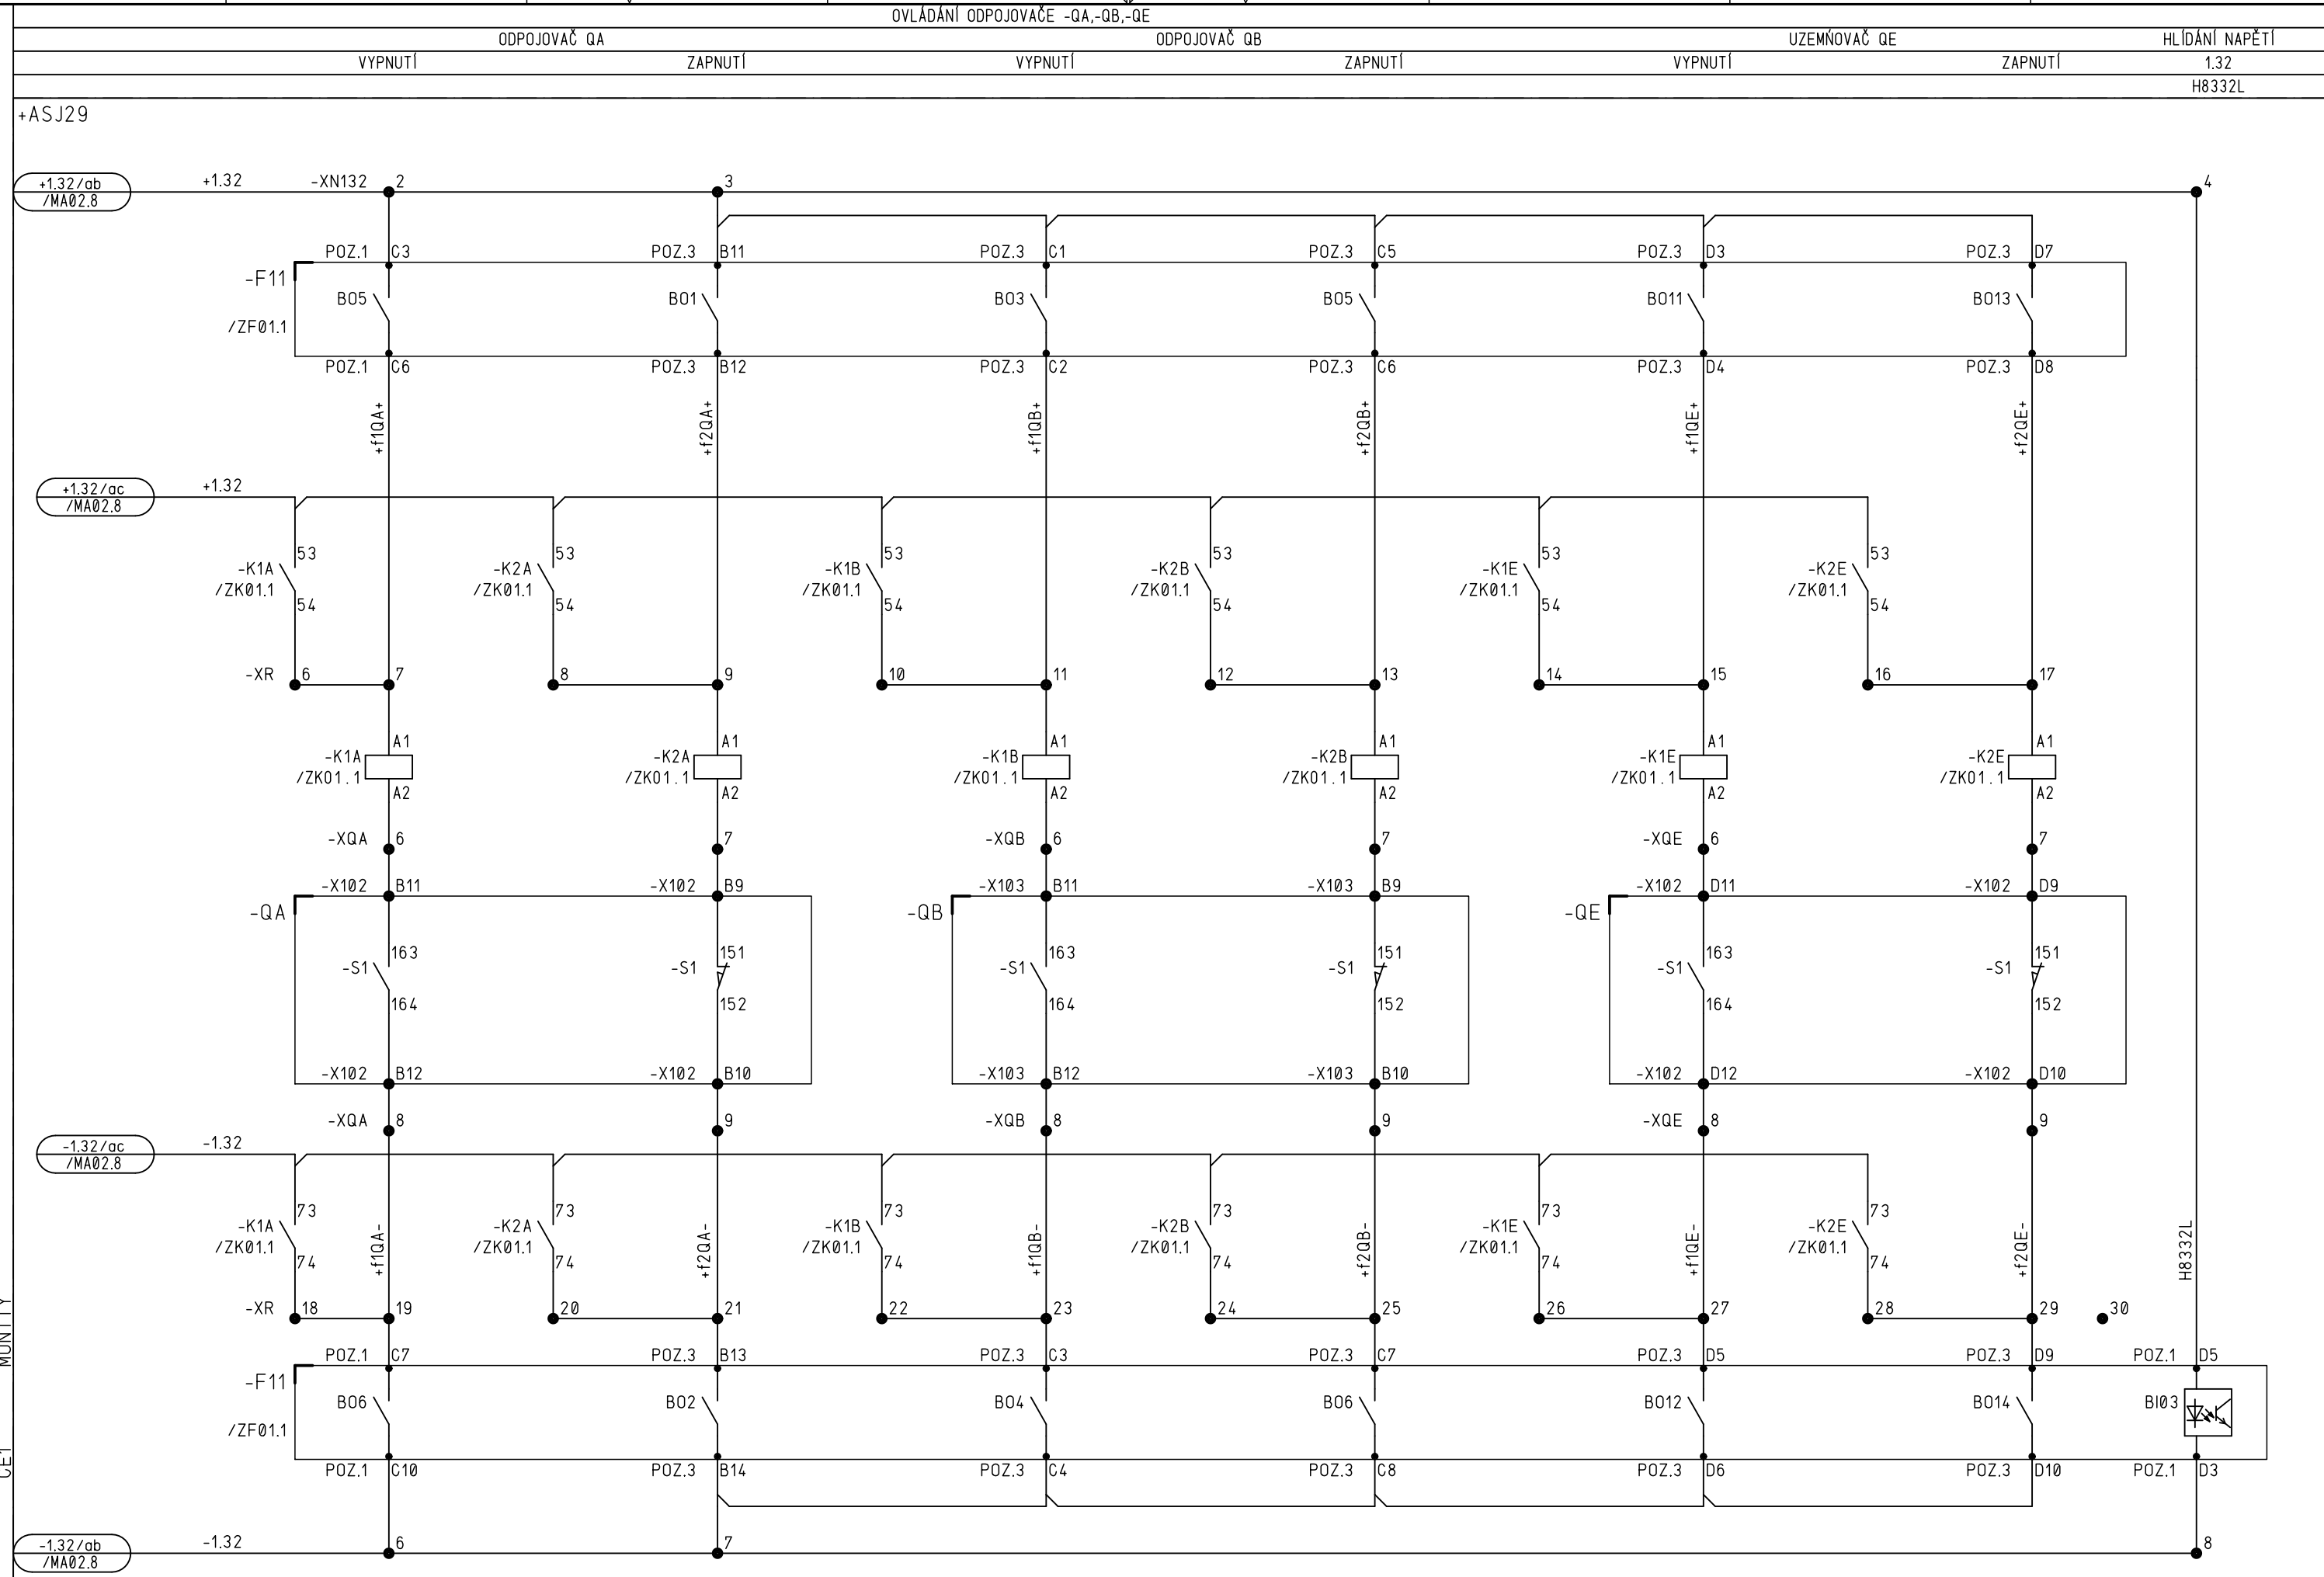 OVLÁDÁNÍ ODPOJOVAČE -QA,-QB,-QE
ODPOJOVAČ QA ODPOJOVAČ QB UZEMŇOVAČ QE HLÍDÁNÍ NAPĚTÍ
VYPNUTÍ ZAPNUTÍ VYPNUTÍ ZAPNUTÍ VYPNUTÍ ZAPNUTÍ 1.32
H8332L
+ASJ29
+1.32/ab +1.32 -XN132 2 3 4
/MA02.8
POZ.1 C3 POZ.3 B11 POZ.3 C1 POZ.3 C5 POZ.3 D3 POZ.3 D7
-F11
BO5 BO1 BO3 BO5 BO11 BO13
/ZF01.1
POZ.1 C6 POZ.3 B12 POZ.3 C2 POZ.3 C6 POZ.3 D4 POZ.3 D8
+f1QA+ +f2QA+ +f1QB+ +f2QB+ +f1QE+ +f2QE+
+1.32/ac +1.32
/MA02.8
53 53 53 53 53 53
-K1A -K2A -K1B -K2B -K1E -K2E
/ZK01.1 /ZK01.1 /ZK01.1 /ZK01.1 /ZK01.1 /ZK01.1
54 54 54 54 54 54
-XR 6 7 8 9 10 11 12 13 14 15 16 17
A1 A1 A1 A1 A1 A1
-K1A -K2A -K1B -K2B -K1E -K2E
/ZK01.1 /ZK01.1 /ZK01.1 /ZK01.1 /ZK01.1 /ZK01.1
A2 A2 A2 A2 A2 A2
-XQA 6 7 -XQB 6 7 -XQE 6 7
-X102 B11 -X102 B9 -X103 B11 -X103 B9 -X102 D11 -X102 D9
-QA -QB -QE
163 151 163 151 163 151
-S1 -S1 -S1 -S1 -S1 -S1
164 152 164 152 164 152
-X102 B12 -X102 B10 -X103 B12 -X103 B10 -X102 D12 -X102 D10
-XQA 8 9 -XQB 8 9 -XQE 8 9
-1.32/ac -1.32
/MA02.8
73 73 73 73 73 73
-K1A -K2A -K1B -K2B -K1E -K2E
/ZK01.1 /ZK01.1 /ZK01.1 /ZK01.1 /ZK01.1 /ZK01.1
74 74 74 74 74 74
+f1QA- +f2QA- +f1QB- +f2QB- +f1QE- +f2QE- H8332L
-XR 18 19 20 21 22 23 24 25 26 27 28 29 30
POZ.1 C7 POZ.3 B13 POZ.3 C3 POZ.3 C7 POZ.3 D5 POZ.3 D9 POZ.1 D5
-F11
BO6 BO2 BO4 BO6 BO12 BO14 BI03
/ZF01.1
POZ.1 C10 POZ.3 B14 POZ.3 C4 POZ.3 C8 POZ.3 D6 POZ.3 D10 POZ.1 D3
-1.32/ab -1.32 6 7 8
/MA02.8